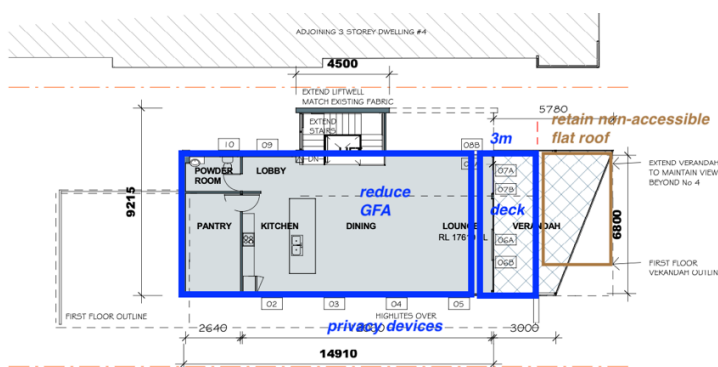 ADJOINING 3 STOREY DWELLING #4
4500
EXTEND LIFTWELL
MATCH EXISTING FABRIC
5780
EXTEND
STAIRS
DN
retain non-accessible
flat roof
3m
10
09
08B
POWDER
ROOM
LOBBY
07A
07B
EXTEND VERANDAH
TO MAINTAIN VIEW
BEYOND No 4
reduce
GFA
deck
9215
6800
PANTRY
KITCHEN
DINING
LOUNGE
VERANDAH
RL 17610
06A
06B
FIRST FLOOR
VERANDAH OUTLIN
02
03
04
05
FIRST FLOOR OUTLINE
HIGHLITES OVER
privacy devices
2640
3000
14910